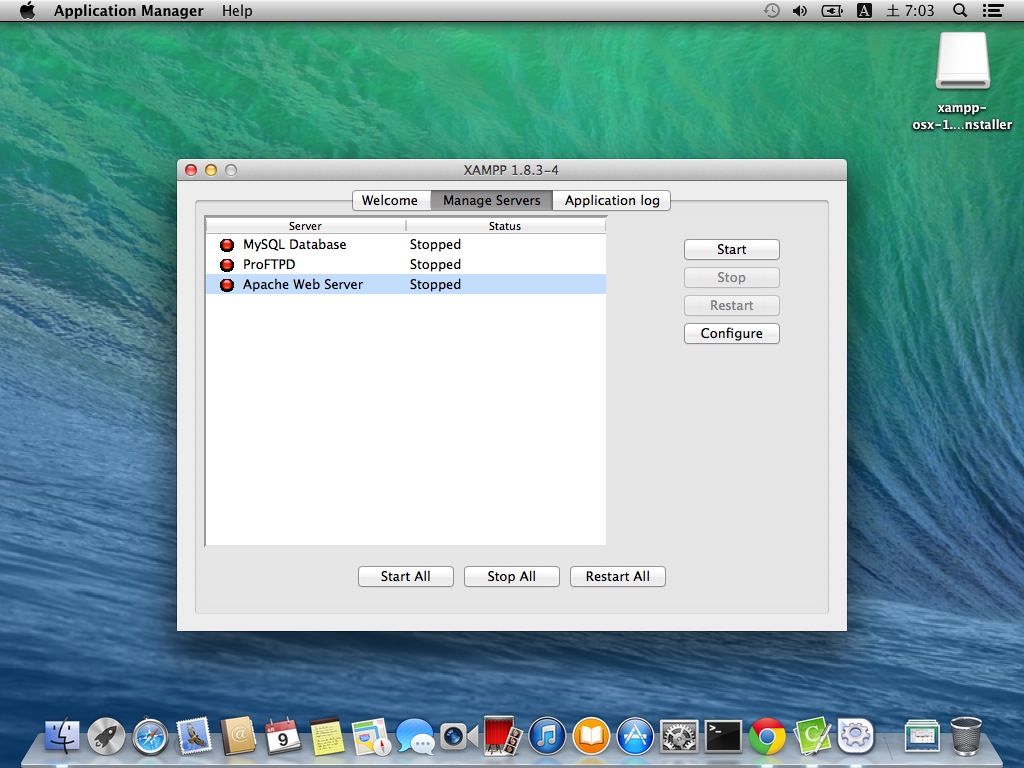 Application Manager Help
A 土 7:03
xampp-
osx-1....nstaller
XAMPP 1.8.3-4
Welcome Manage Servers Application log
Server Status
MySQL Database Stopped
ProFTPD Stopped
Apache Web Server Stopped
Start
Stop
Restart
Configure
Start All Stop All Restart All
9